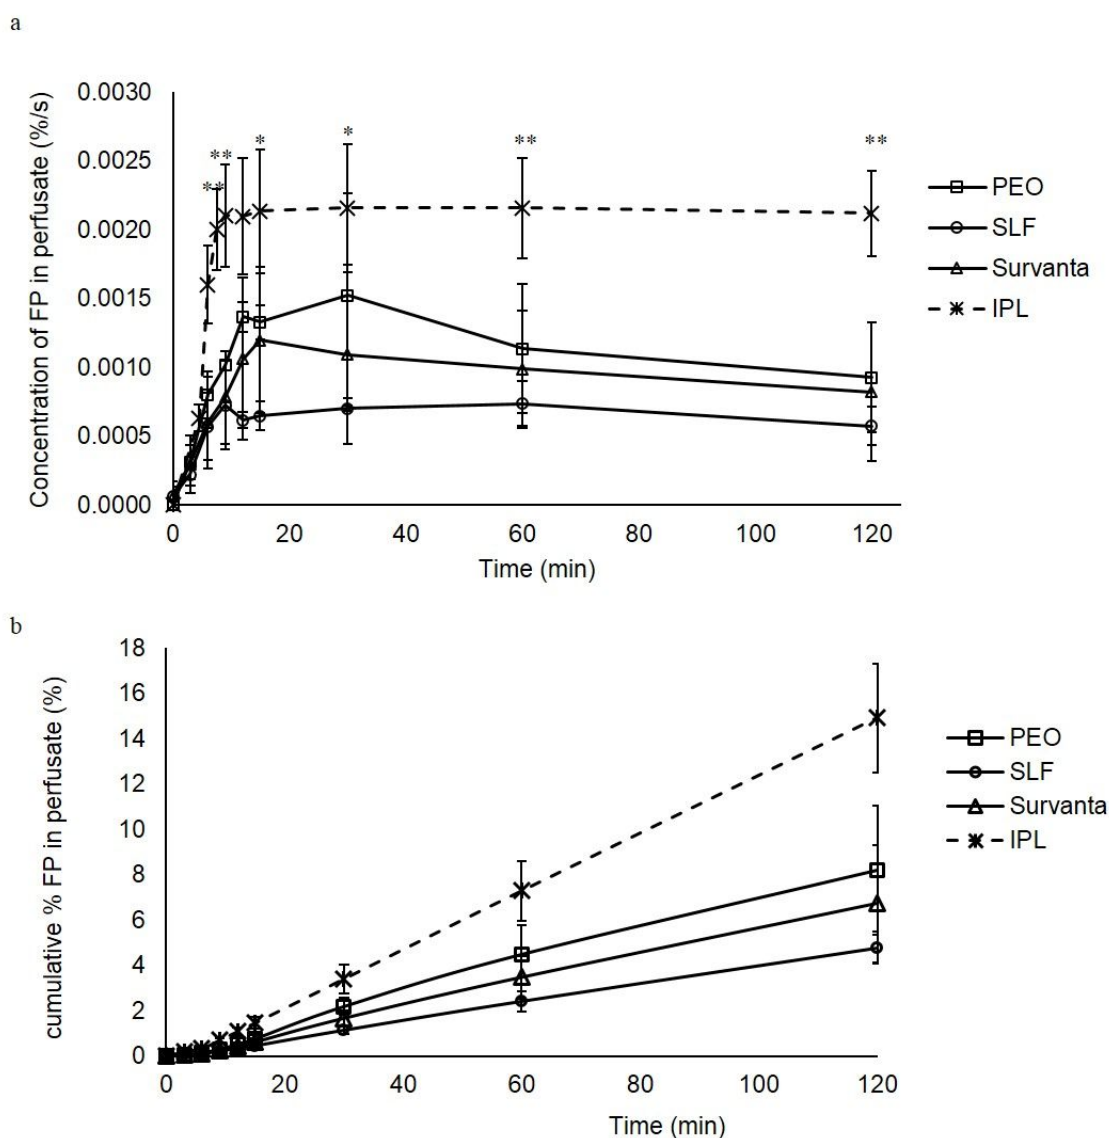 a
Concentration of FP in perfusate (%/s)
0.0030
0.0025
0.0020
0.0015
0.0010
0.0005
0.0000
**
**
*
*
**
**
0
20
40
60
80
100
120
Time (min)
PEO
SLF
Survanta
IPL
b
cumulative % FP in perfusate (%)
18
16
14
12
10
8
6
4
2
0
0
20
40
60
80
100
120
Time (min)
PEO
SLF
Survanta
IPL